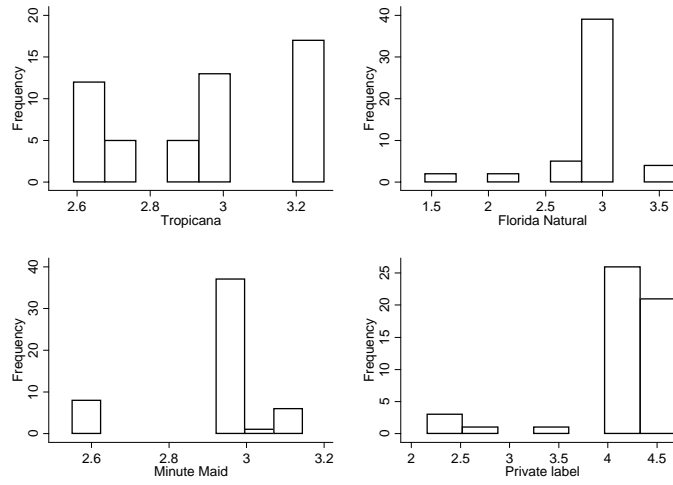 Frequency
0 5 10 15 20
2.6 2.8 3 3.2
Tropicana
Frequency
0 10 20 30 40
1.5 2 2.5 3 3.5
Florida Natural
Frequency
0 10 20 30 40
2.6 2.8 3 3.2
Minute Maid
Frequency
0 5 10 15 20 25
2 2.5 3 3.5 4 4.5
Private label